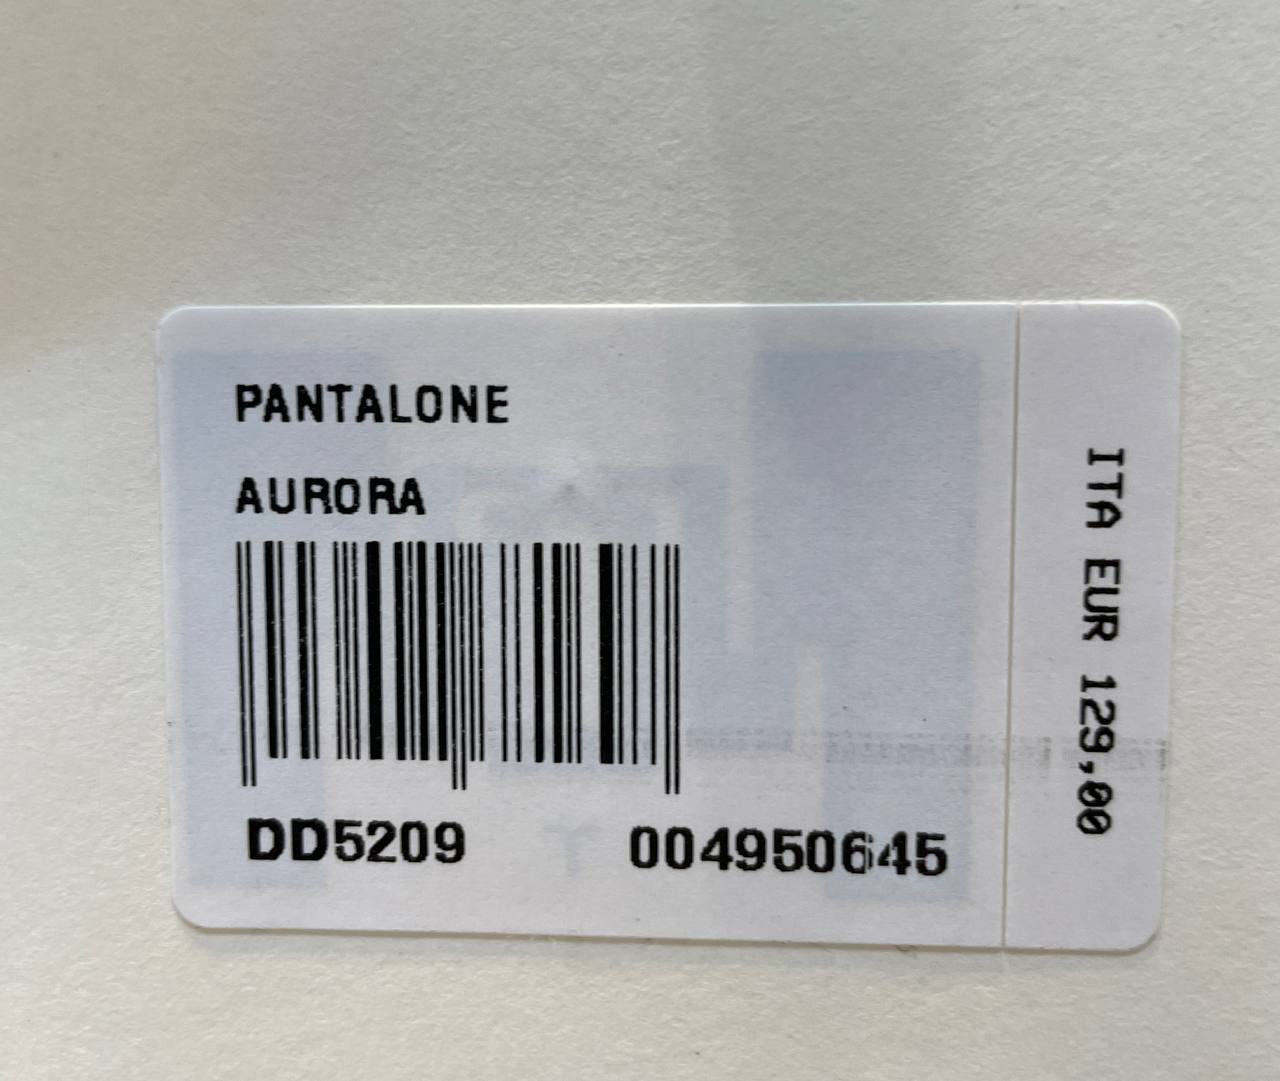 PANTALONE
AURORA
DD5209 004950645
ITA EUR 129,00